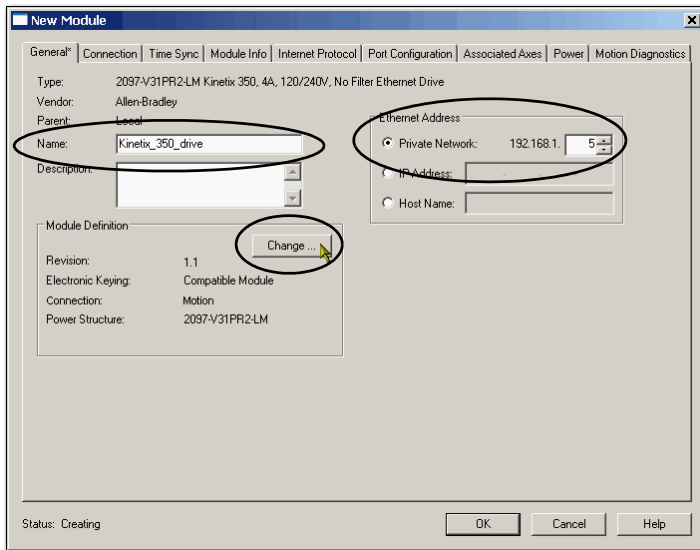 New Module
General* Connection Time Sync Module Info Internet Protocol Port Configuration Associated Axes Power Motion Diagnostics
Type: 2097-V31PR2-LM Kinetix 350, 4A, 120/240V, No Filter Ethernet Drive
Vendor: Allen-Bradley
Parent: Local
Name: Kinetix_350_drive
Description:
Ethernet Address
Private Network: 192.168.1. 5
IP Address:
Host Name:
Module Definition
Change ...
Revision: 1.1
Electronic Keying: Compatible Module
Connection: Motion
Power Structure: 2097-V31PR2-LM
Status: Creating
OK Cancel Help